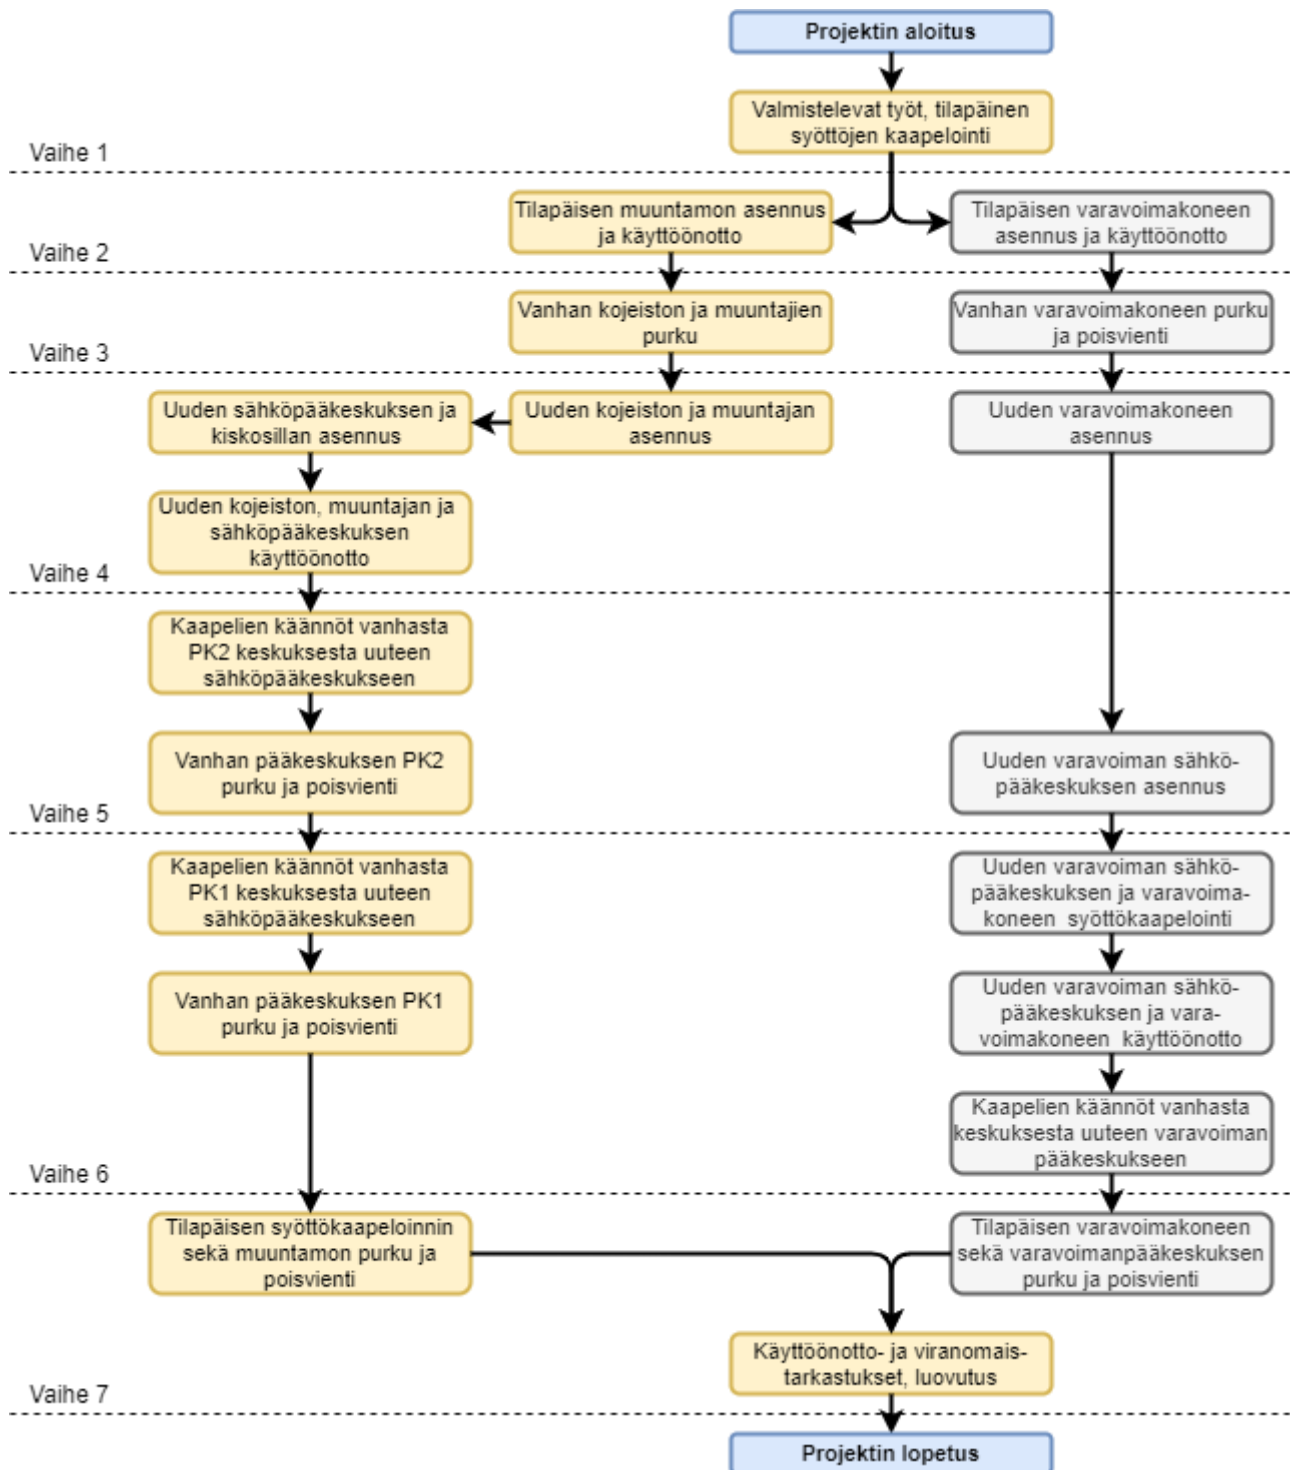 Projektin aloitus
Valmistelevat työt, tilapäinen
syöttöjen kaapelointi
Vaihe 1
Tilapäisen muuntamon asennus
ja käyttöönotto
Tilapäisen varavoimakoneen
asennus ja käyttöönotto
Vaihe 2
Vanhan kojeiston ja muuntajien
purku
Vanhan varavoimakoneen purku
ja poisvienti
Vaihe 3
Uuden sähköpääkeskuksen ja
kiskosillan asennus
Uuden kojeiston ja muuntajan
asennus
Uuden varavoimakoneen
asennus
Uuden kojeiston, muuntajan ja
sähköpääkeskuksen
käyttöönotto
Vaihe 4
Kaapelien käännöt vanhasta
PK2 keskuksesta uuteen
sähköpääkeskukseen
Vanhan pääkeskuksen PK2
purku ja poisvienti
Uuden varavoiman sähkö-
pääkeskuksen asennus
Vaihe 5
Kaapelien käännöt vanhasta
PK1 keskuksesta uuteen
sähköpääkeskukseen
Uuden varavoiman sähkö-
pääkeskuksen ja varavoima-
koneen syöttökaapelointi
Vanhan pääkeskuksen PK1
purku ja poisvienti
Uuden varavoiman sähkö-
pääkeskuksen ja vara-
voimakoneen käyttöönotto
Kaapelien käännöt vanhasta
keskuksesta uuteen varavoiman
pääkeskukseen
Vaihe 6
Tilapäisen syöttökaapeloinnin
sekä muuntamon purku ja
poisvienti
Tilapäisen varavoimakoneen
sekä varavoimanpääkeskuksen
purku ja poisvienti
Käyttöönotto- ja viranomais-
tarkastukset, luovutus
Vaihe 7
Projektin lopetus